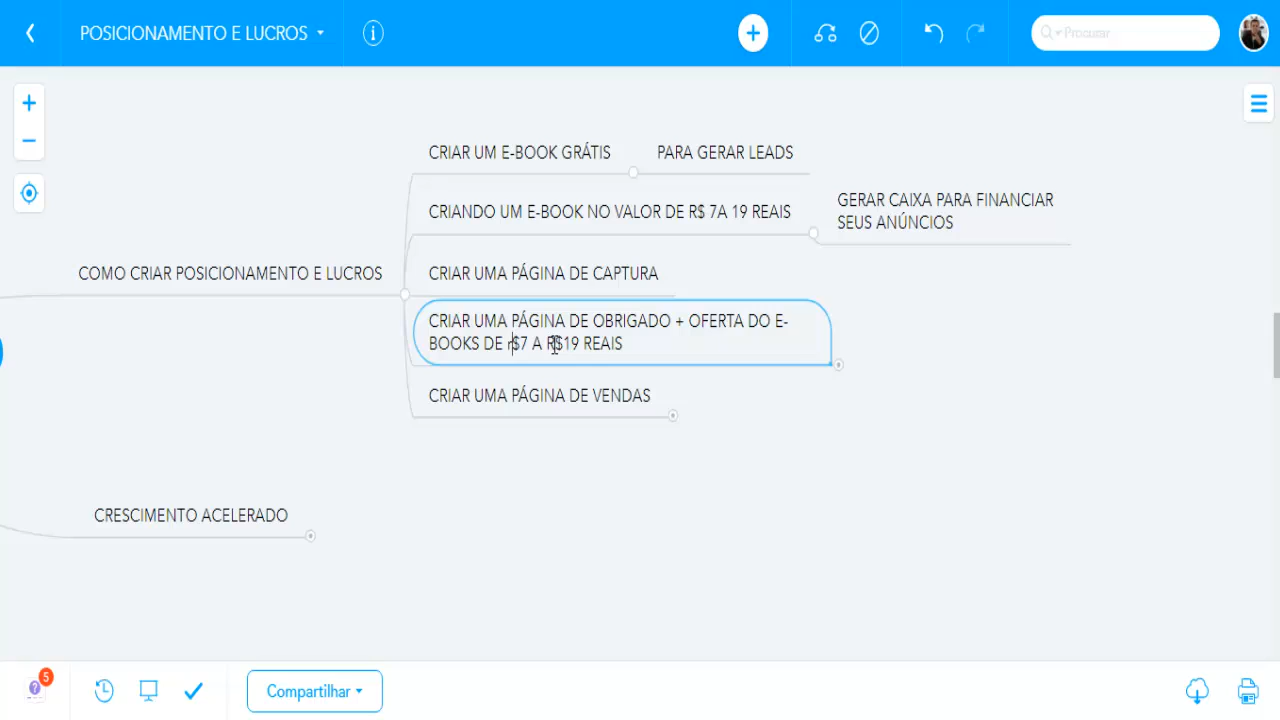 POSICIONAMENTO E LUCROS
Procurar
CRIAR UM E-BOOK GRÁTIS
PARA GERAR LEADS
CRIANDO UM E-BOOK NO VALOR DE R$ 7A 19 REAIS
GERAR CAIXA PARA FINANCIAR
SEUS ANÚNCIOS
COMO CRIAR POSICIONAMENTO E LUCROS
CRIAR UMA PÁGINA DE CAPTURA
CRIAR UMA PÁGINA DE OBRIGADO + OFERTA DO E-
BOOKS DE r$7 A R$19 REAIS
CRIAR UMA PÁGINA DE VENDAS
CRESCIMENTO ACELERADO
5
Compartilhar